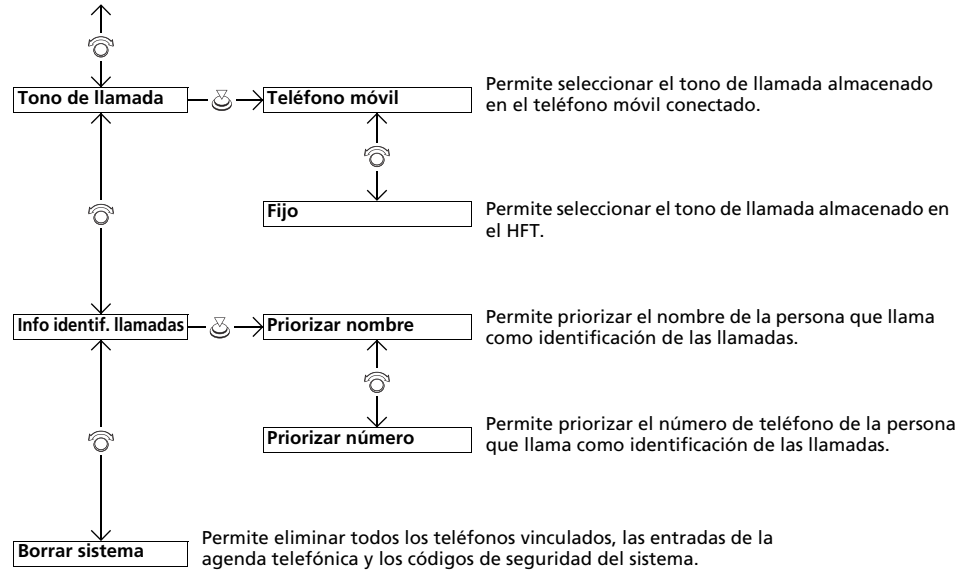 Tono de llamada
Teléfono móvil
Permite seleccionar el tono de llamada almacenado
en el teléfono móvil conectado.
Fijo
Permite seleccionar el tono de llamada almacenado en
el HFT.
Info identif. llamadas
Priorizar nombre
Permite priorizar el nombre de la persona que llama
como identificación de las llamadas.
Priorizar número
Permite priorizar el número de teléfono de la persona
que llama como identificación de las llamadas.
Borrar sistema
Permite eliminar todos los teléfonos vinculados, las entradas de la
agenda telefónica y los códigos de seguridad del sistema.